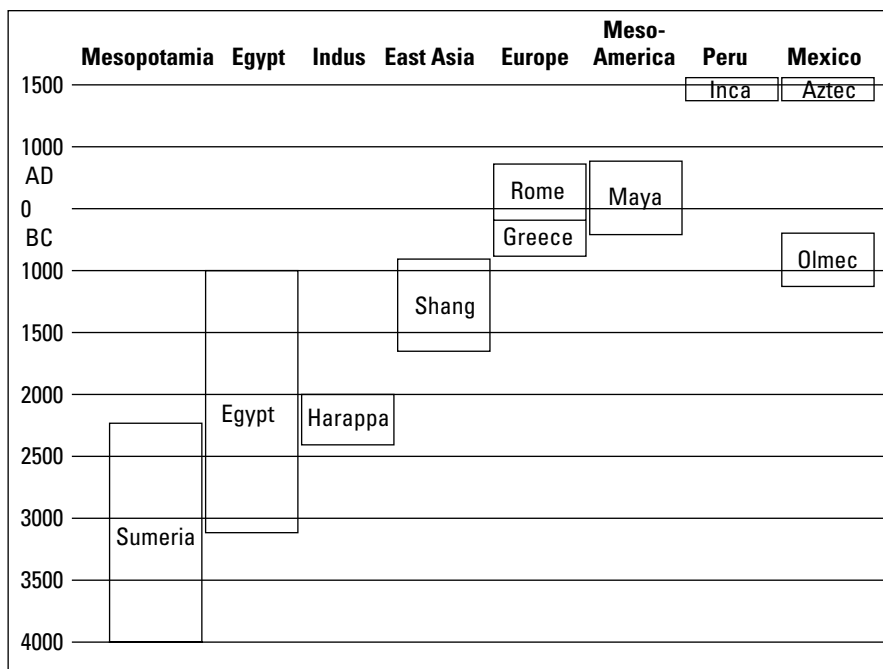 Meso-
Mesopotamia Egypt Indus East Asia Europe America Peru Mexico
1500 Inca Aztec
1000
AD
Rome Maya
0
BC Greece
Olmec
1000
Shang
1500
2000
Egypt Harappa
2500
3000
Sumeria
3500
4000